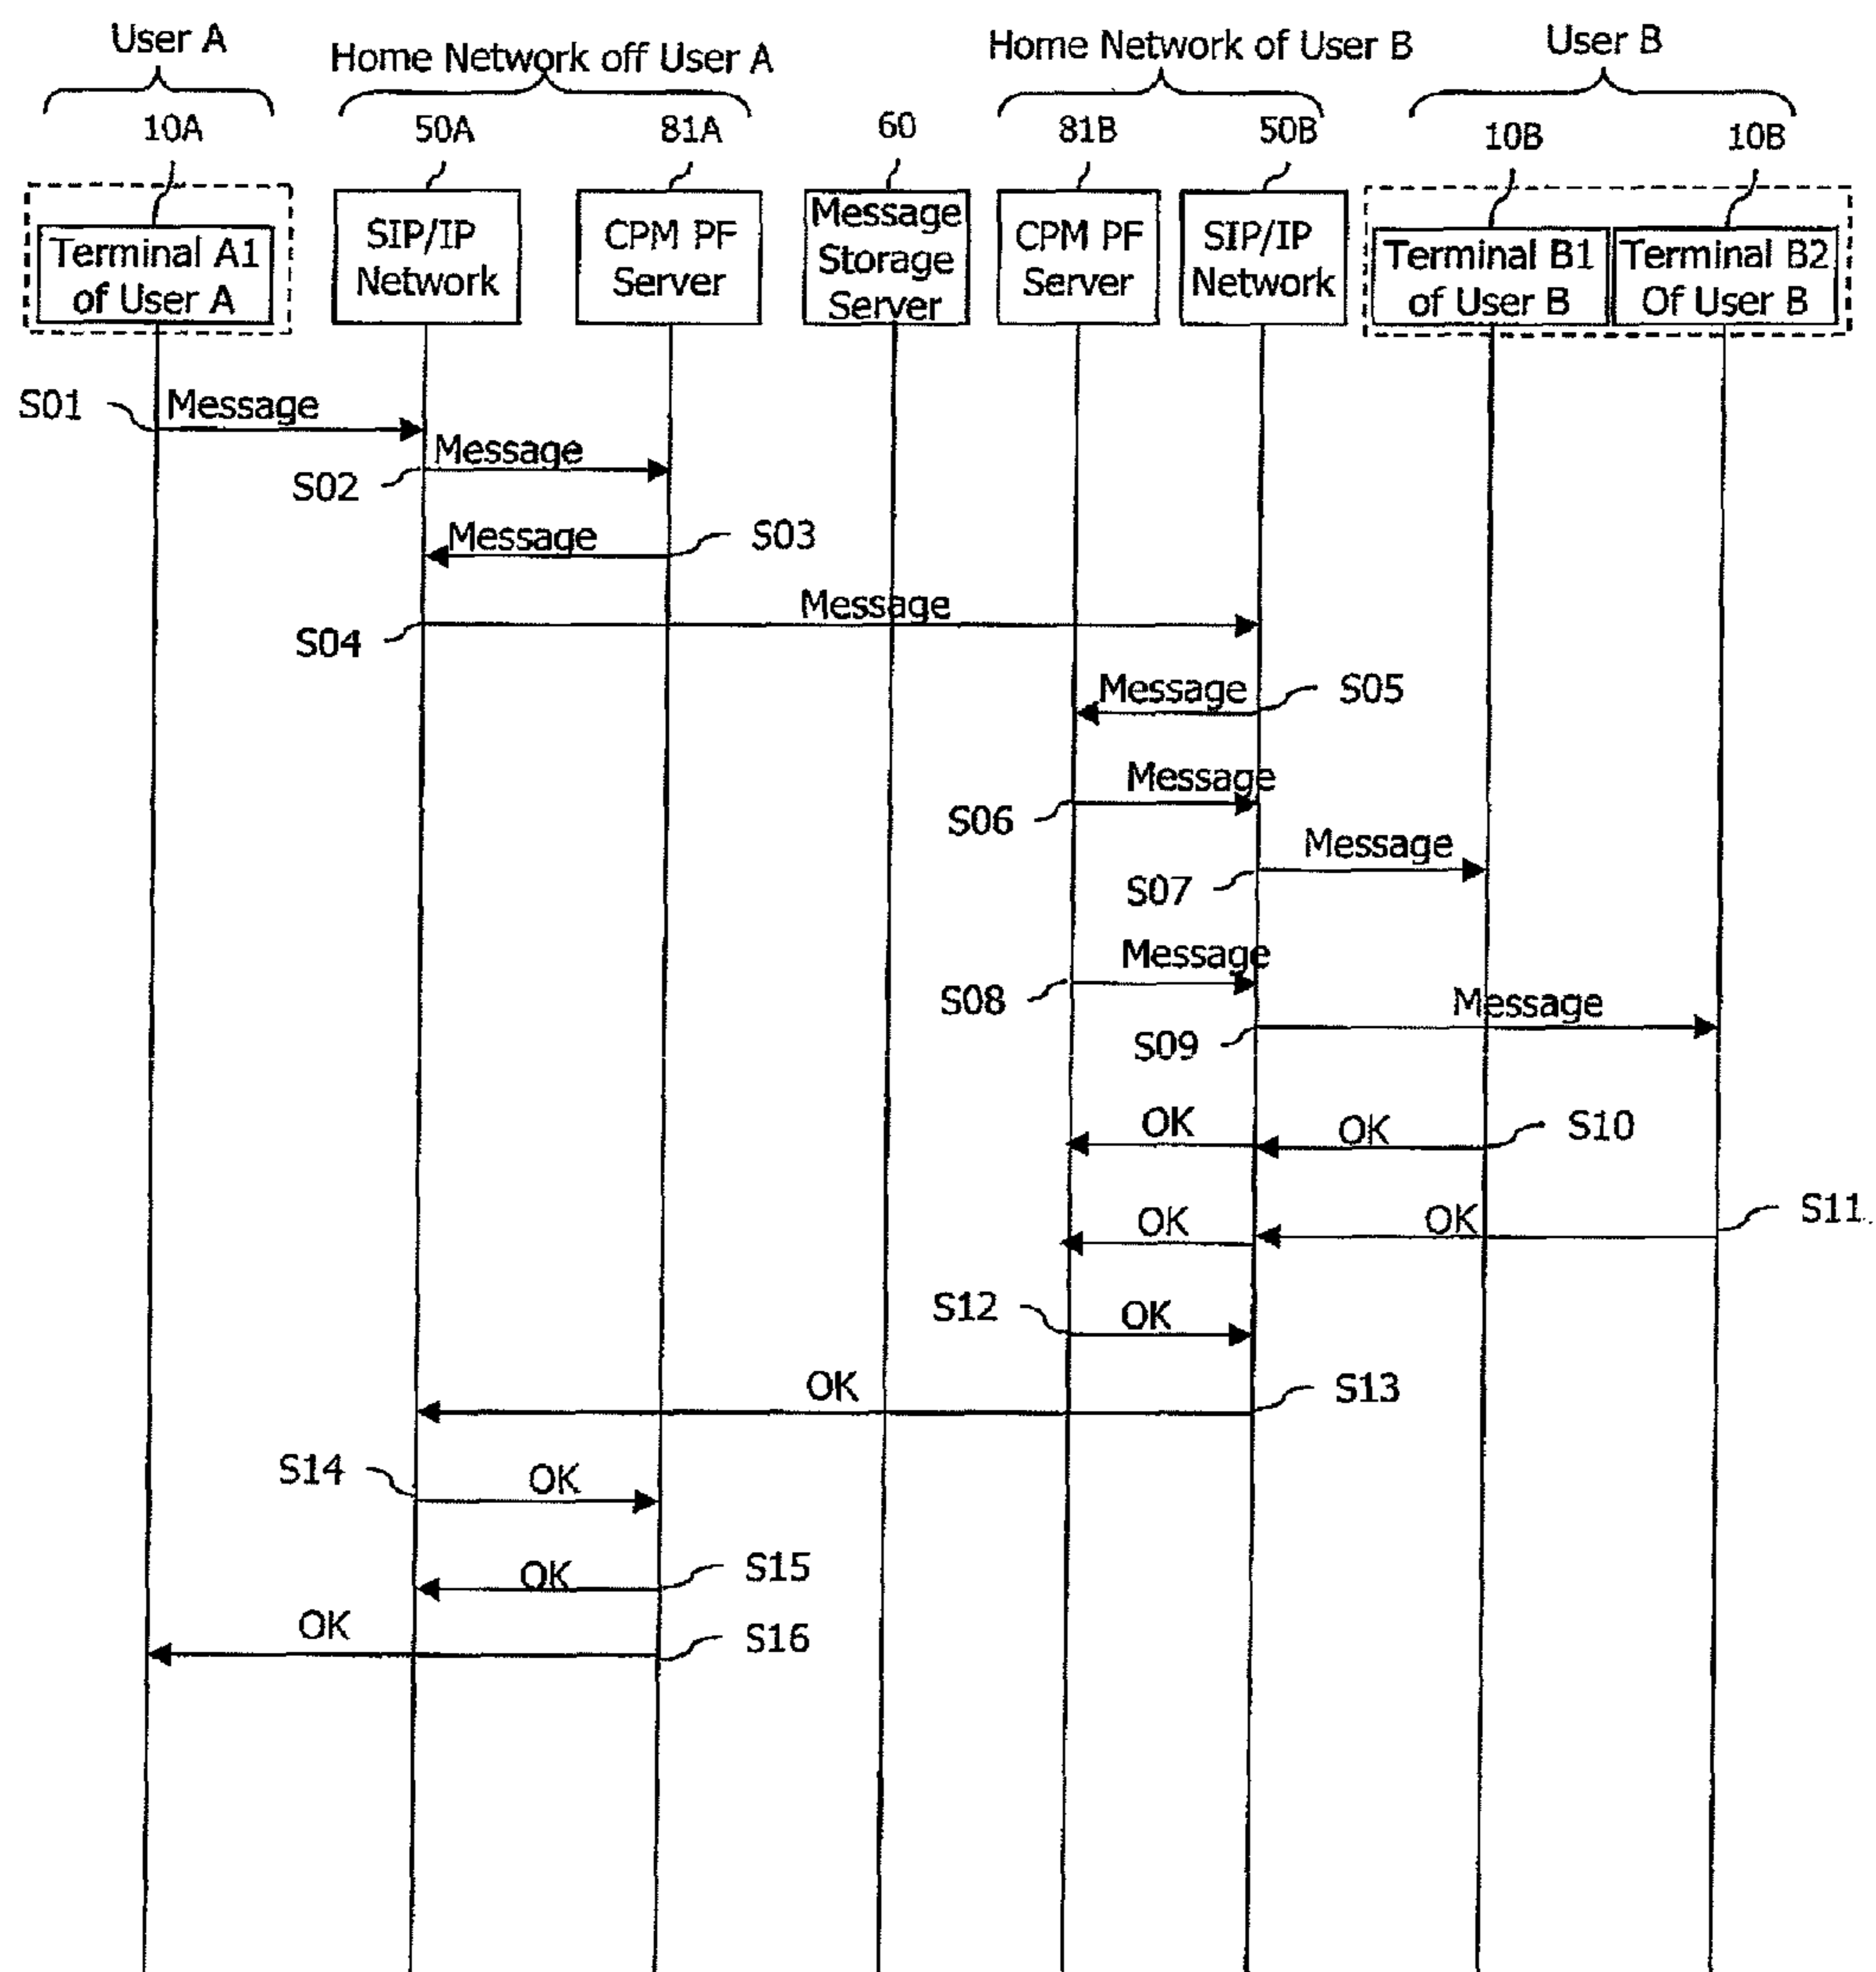 User A
Home Network off User A
Home Network of User B
User B
10A
50A
81A
60
81B
50B
10B
10B
Terminal A1
of User A
SIP/IP
Network
CPM PF
Server
Message
Storage
Server
CPM PF
Server
SIP/IP
Network
Terminal B1
of User B
Terminal B2
Of User B
S01
Message
Message
S02
Message
S03
Message
S04
Message
S05
Message
S06
Message
S07
Message
S08
Message
S09
OK
OK
S10
OK
OK
S11
S12
OK
OK
S13
S14
OK
OK
S15
OK
S16